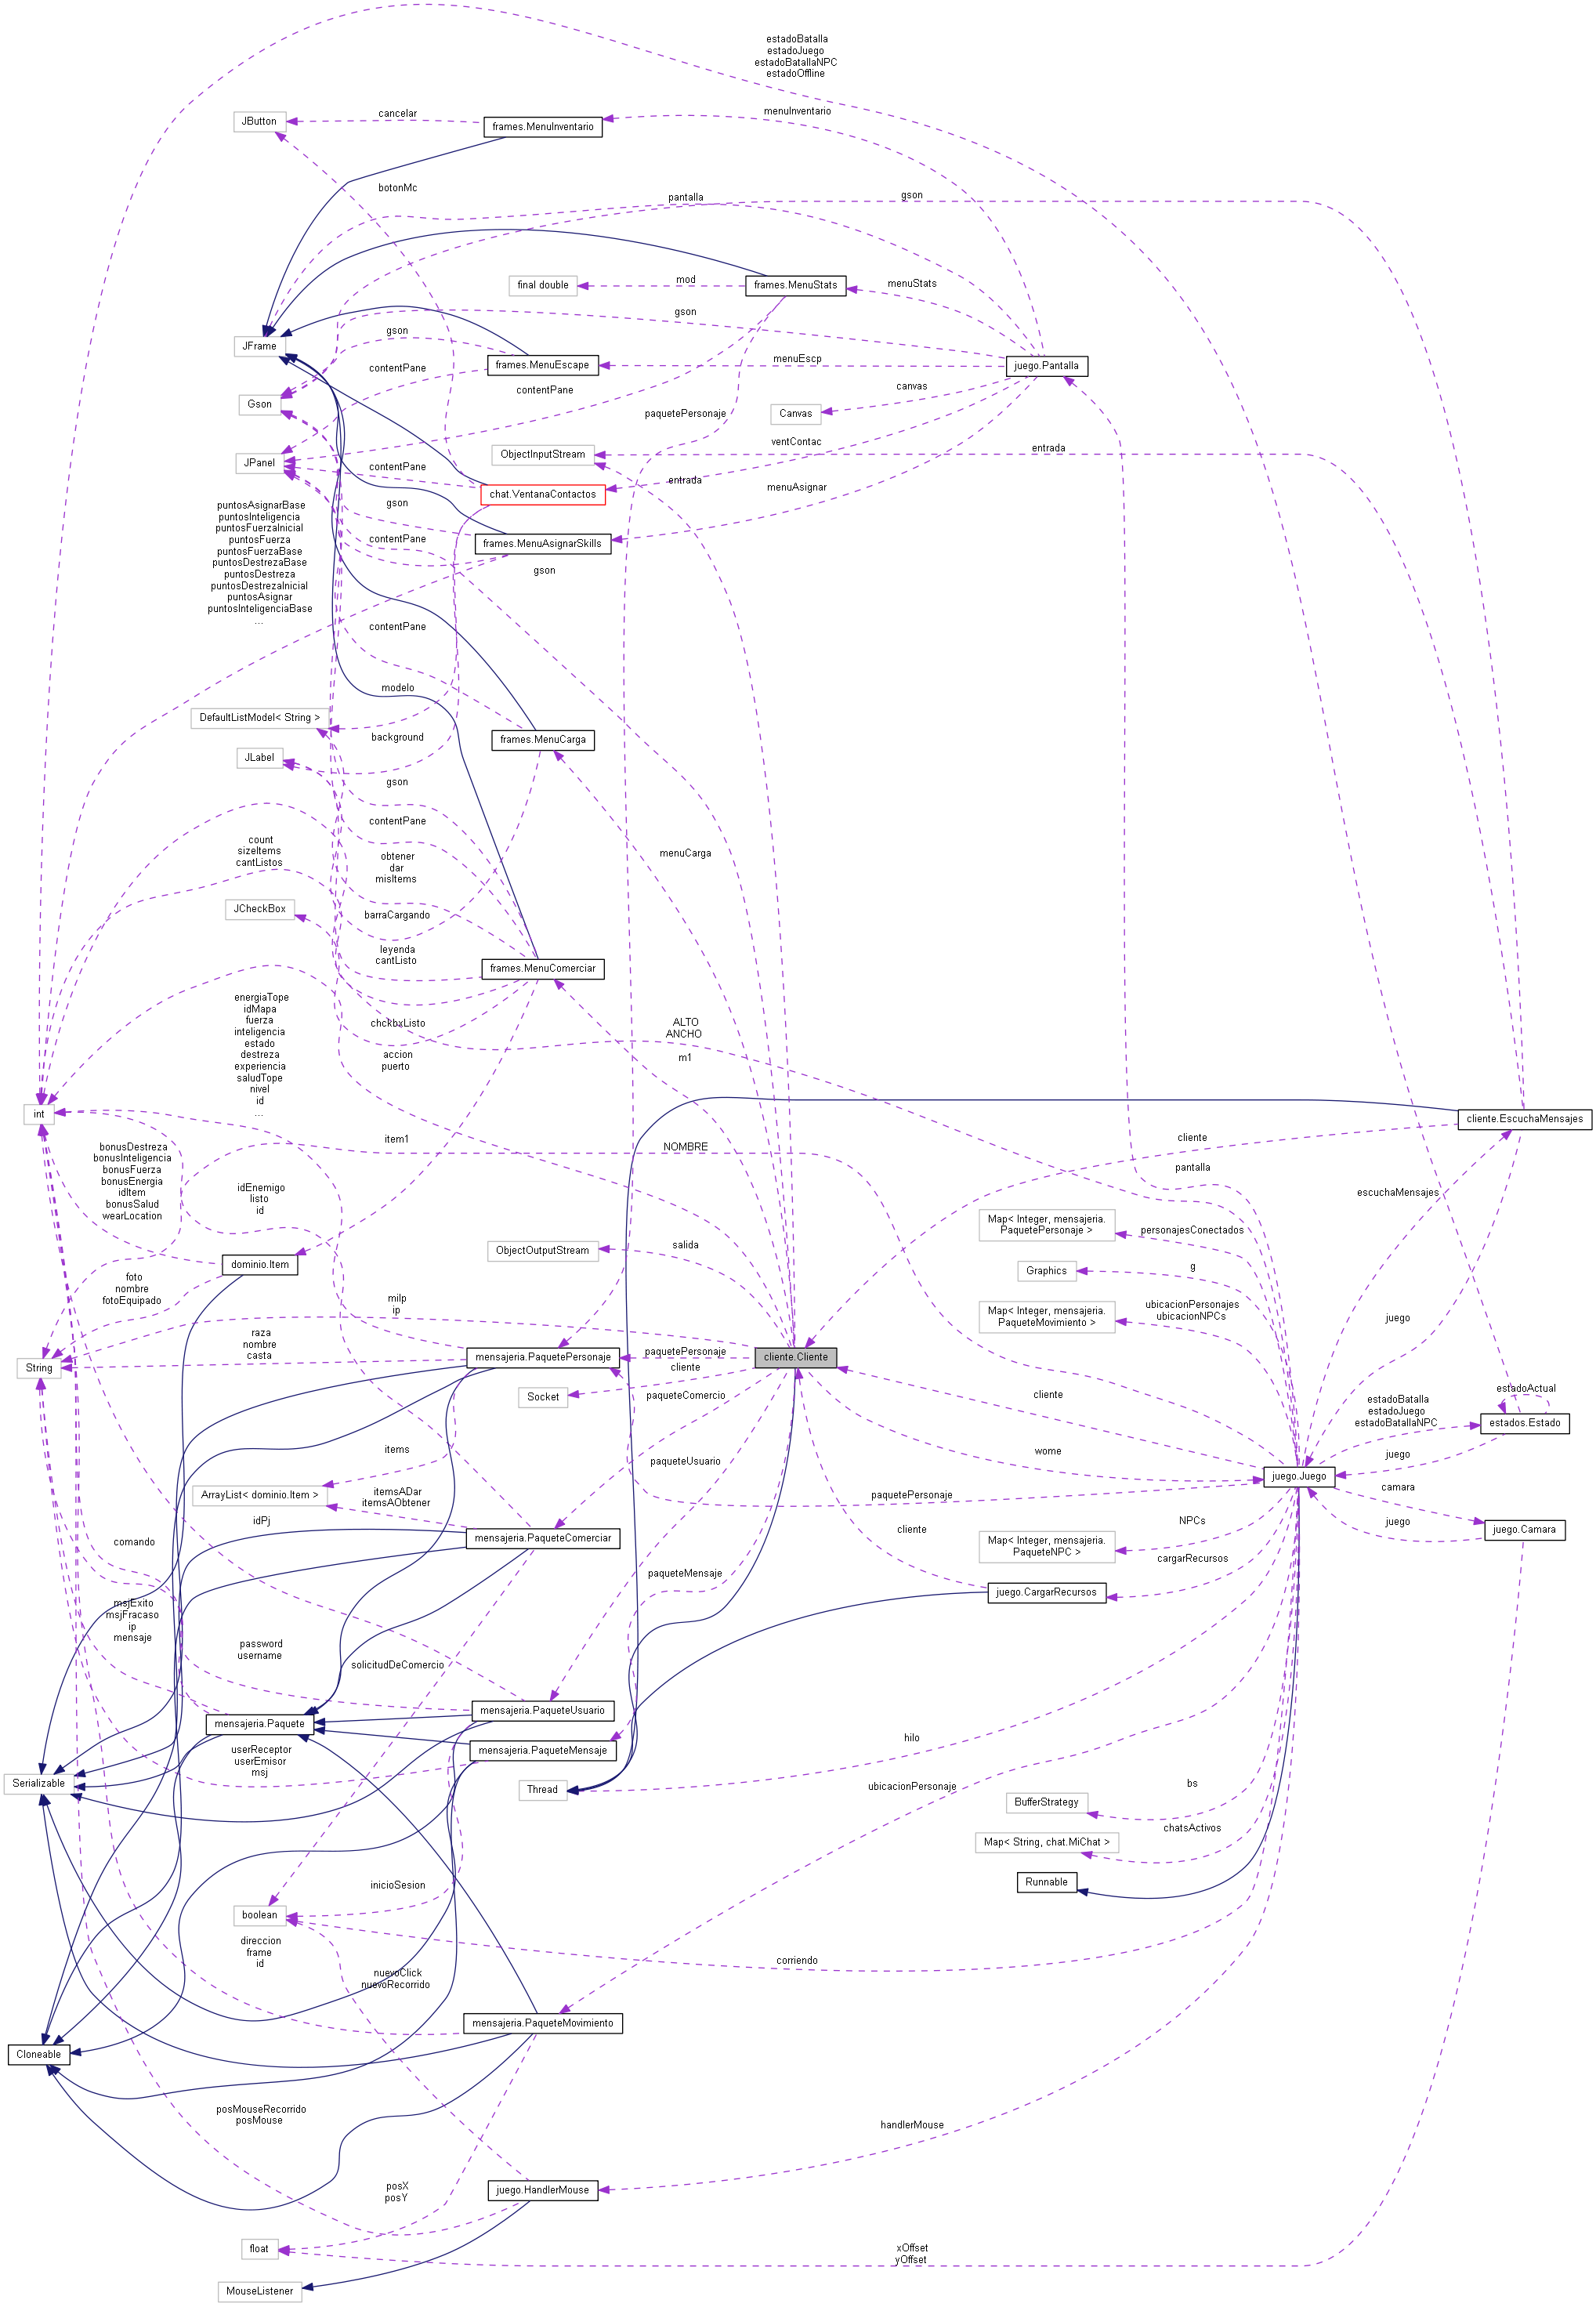 estadoBatalla
estadoJuego
estadoBatallaNPC
estadoOffline
menuInventario
cancelar
JButton
frames.MenuInventario
botonMc
pantalla
gson
final double
mod
frames.MenuStats
menuStats
gson
gson
JFrame
contentPane
frames.MenuEscape
menuEscp
juego.Pantalla
contentPane
canvas
Gson
paquetePersonaje
Canvas
ventContac
entrada
ObjectInputStream
JPanel
contentPane
entrada
menuAsignar
chat.VentanaContactos
gson
puntosAsignarBase
puntosInteligencia
puntosFuerzaInicial
puntosFuerza
puntosFuerzaBase
puntosDestrezaBase
puntosDestreza
puntosDestrezaInicial
puntosAsignar
puntosInteligenciaBase
...
contentPane
frames.MenuAsignarSkills
gson
contentPane
modelo
DefaultListModel< String >
background
frames.MenuCarga
JLabel
gson
contentPane
count
sizeItems
cantListos
obtener
dar
misItems
menuCarga
JCheckBox
barraCargando
leyenda
cantListo
frames.MenuComerciar
energiaTope
idMapa
fuerza
inteligencia
estado
destreza
experiencia
saludTope
nivel
id
...
chckbxListo
ALTO
ANCHO
accion
puerto
m1
int
cliente.EscuchaMensajes
item1
NOMBRE
cliente
pantalla
bonusDestreza
bonusInteligencia
bonusFuerza
bonusEnergia
idItem
bonusSalud
wearLocation
idEnemigo
listo
id
escuchaMensajes
Map< Integer, mensajeria.
PaquetePersonaje >
personajesConectados
ObjectOutputStream
salida
dominio.Item
Graphics
g
foto
nombre
fotoEquipado
miIp
ip
Map< Integer, mensajeria.
PaqueteMovimiento >
ubicacionPersonajes
ubicacionNPCs
juego
raza
nombre
casta
String
mensajeria.PaquetePersonaje
paquetePersonaje
cliente.Cliente
cliente
Socket
paqueteComercio
cliente
estadoActual
estadoBatalla
estadoJuego
estadoBatallaNPC
estados.Estado
items
wome
juego
paqueteUsuario
juego.Juego
ArrayList< dominio.Item >
itemsADar
itemsAObtener
paquetePersonaje
camara
idPj
cliente
NPCs
juego
juego.Camara
mensajeria.PaqueteComerciar
comando
Map< Integer, mensajeria.
PaqueteNPC >
cargarRecursos
paqueteMensaje
juego.CargarRecursos
msjExito
msjFracaso
ip
mensaje
password
username
solicitudDeComercio
mensajeria.PaqueteUsuario
mensajeria.Paquete
hilo
mensajeria.PaqueteMensaje
userReceptor
userEmisor
msj
Serializable
Thread
ubicacionPersonaje
bs
BufferStrategy
chatsActivos
Map< String, chat.MiChat >
inicioSesion
Runnable
boolean
direccion
frame
id
corriendo
nuevoClick
nuevoRecorrido
mensajeria.PaqueteMovimiento
Cloneable
posMouseRecorrido
posMouse
handlerMouse
posX
posY
juego.HandlerMouse
float
xOffset
yOffset
MouseListener